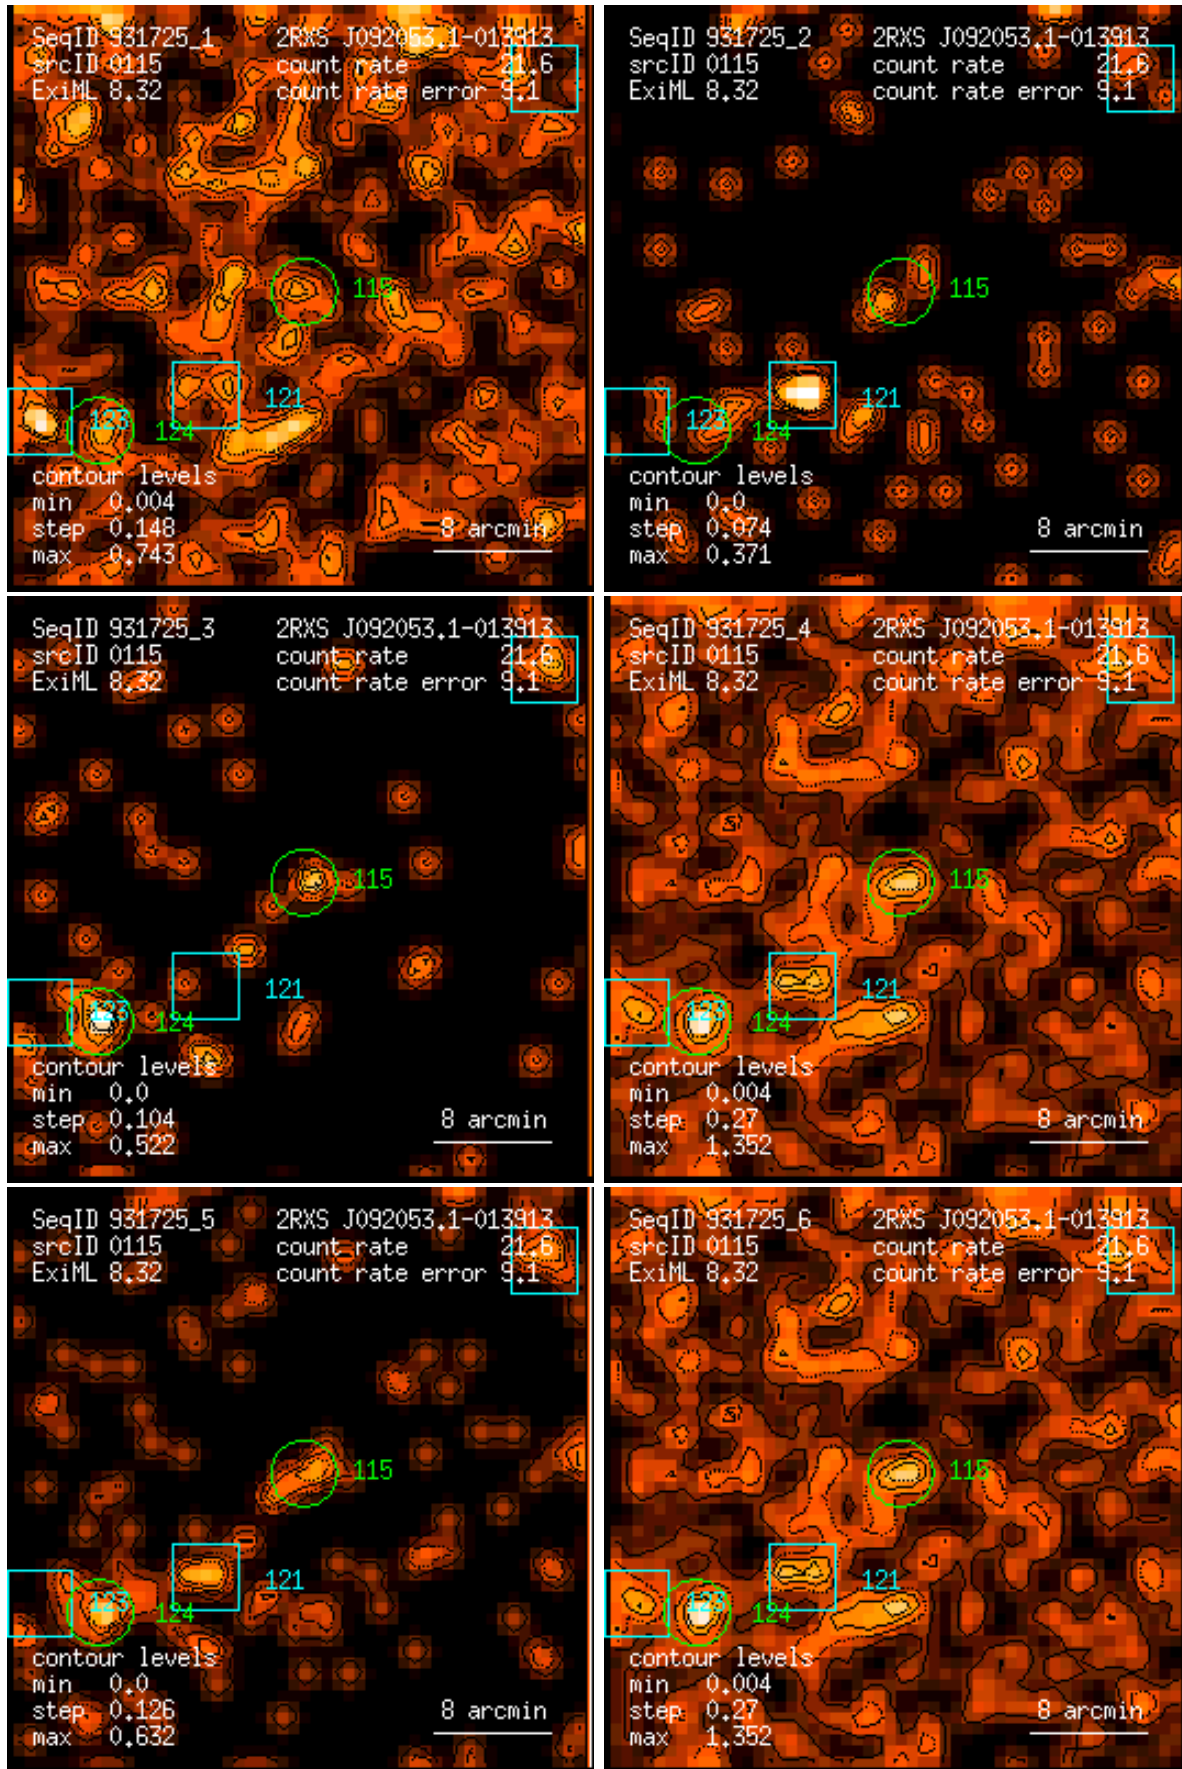 SeqID 931725_1 2RXS J092053.1-013913
srcID 0115 count rate 21.6
ExiML 8.32 count rate error 9.1
115
121
123
124
contour levels
min 0.004
step 0.148 8 arcmin
max 0.743
SeqID 931725_2 2RXS J092053.1-013913
srcID 0115 count rate 21.6
ExiML 8.32 count rate error 9.1
115
121
123
124
contour levels
min 0.0
step 0.074 8 arcmin
max 0.371
SeqID 931725_3 2RXS J092053.1-013913
srcID 0115 count rate 21.6
ExiML 8.32 count rate error 9.1
115
121
123
124
contour levels
min 0.0
step 0.104 8 arcmin
max 0.522
SeqID 931725_4 2RXS J092053.1-013913
srcID 0115 count rate 21.6
ExiML 8.32 count rate error 9.1
115
121
123
124
contour levels
min 0.004
step 0.27 8 arcmin
max 1.352
SeqID 931725_5 2RXS J092053.1-013913
srcID 0115 count rate 21.6
ExiML 8.32 count rate error 9.1
115
121
123
124
contour levels
min 0.0
step 0.126 8 arcmin
max 0.632
SeqID 931725_6 2RXS J092053.1-013913
srcID 0115 count rate 21.6
ExiML 8.32 count rate error 9.1
115
121
123
124
contour levels
min 0.004
step 0.27 8 arcmin
max 1.352